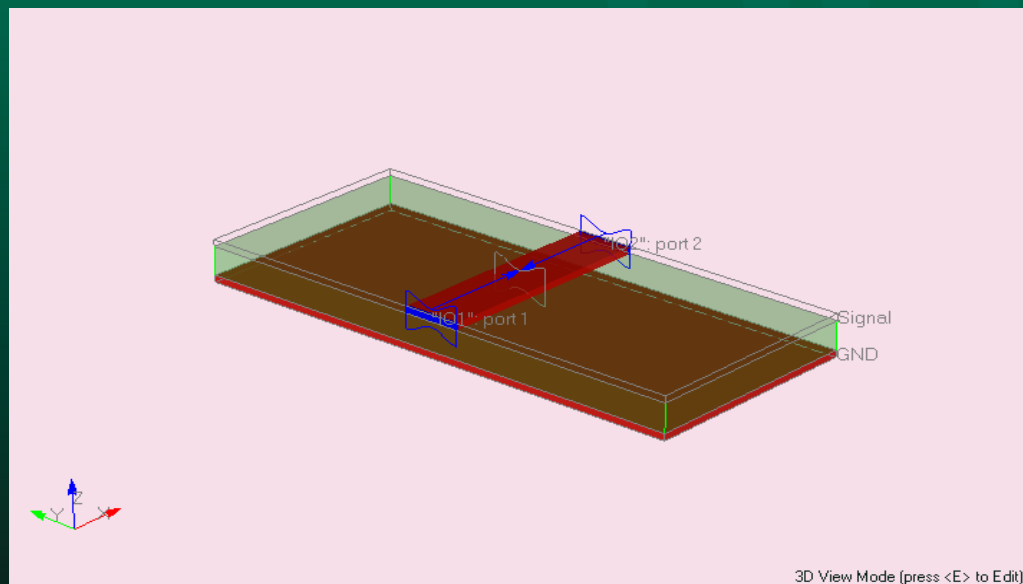 "IO2": port 2
"IO1": port 1
Signal
GND
Z
Y
X
3D View Mode (press <E> to Edit)